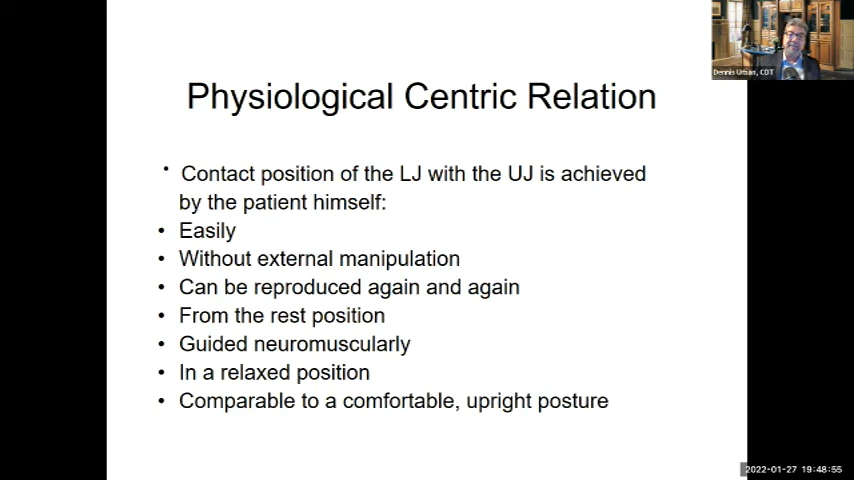 Dennis Urban, CDT
Physiological Centric Relation
• Contact position of the LJ with the UJ is achieved
by the patient himself:
• Easily
• Without external manipulation
• Can be reproduced again and again
• From the rest position
• Guided neuromuscularly
• In a relaxed position
• Comparable to a comfortable, upright posture
2022-01-27 19:48:55